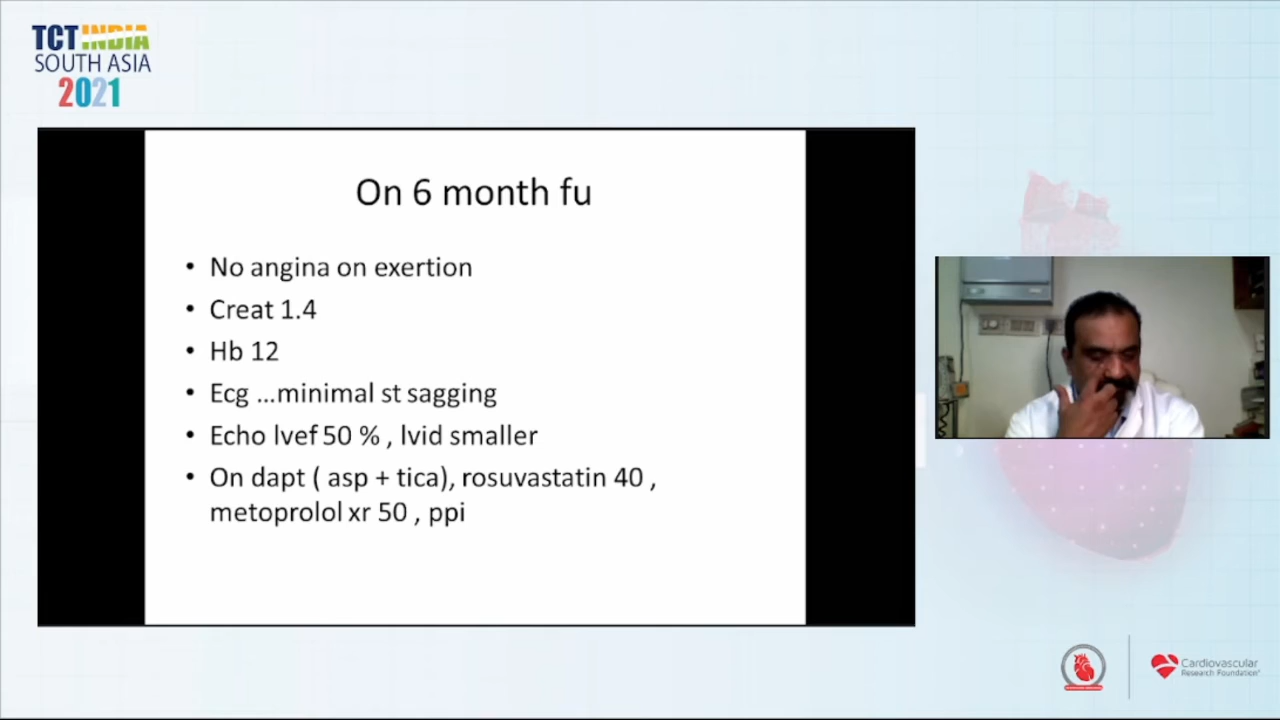 TCT INDIA
SOUTH ASIA
2021
On 6 month fu
• No angina on exertion
• Creat 1.4
• Hb 12
• Ecg ...minimal st sagging
• Echo lvef 50 % , lvid smaller
• On dapt ( asp + tica), rosuvastatin 40 ,
metoprolol xr 50 , ppi
Cardiovascular
Research Foundation